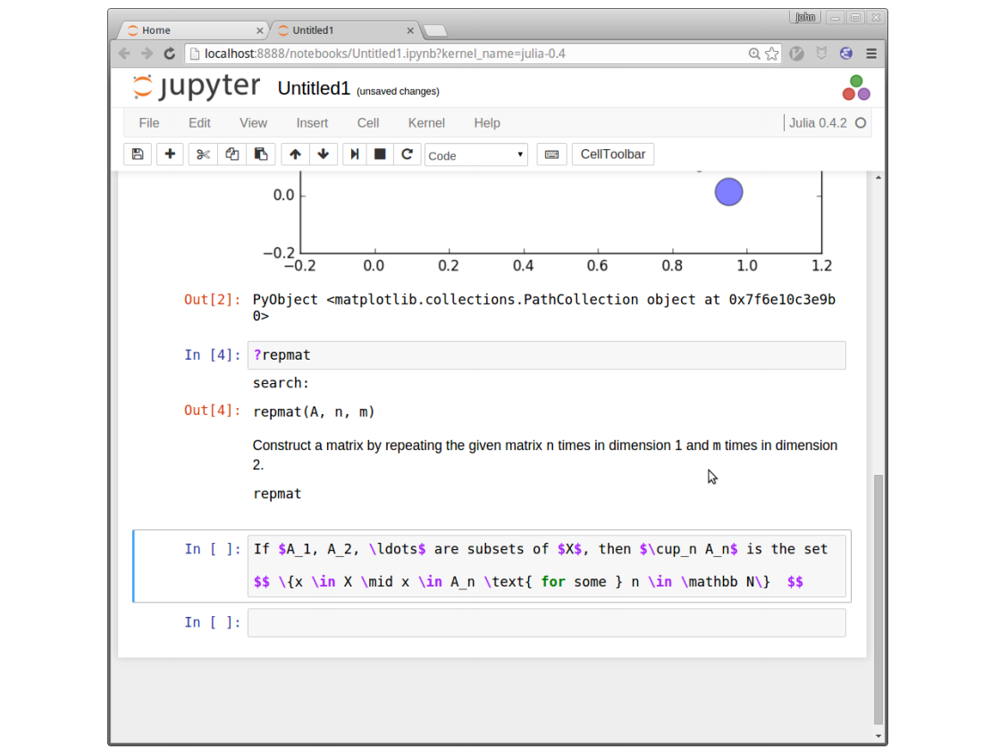 John
Home
Untitled1
localhost:8888/notebooks/Untitled1.ipynb?kernel_name=julia-0.4
jupyter Untitled1 (unsaved changes)
File Edit View Insert Cell Kernel Help Julia 0.4.2
Code CellToolbar
0.0
−0.2
−0.2 0.0 0.2 0.4 0.6 0.8 1.0 1.2
Out[2]: PyObject <matplotlib.collections.PathCollection object at 0x7f6e10c3e9b
0>
In [4]: ?repmat
search:
Out[4]: repmat(A, n, m)
Construct a matrix by repeating the given matrix n times in dimension 1 and m times in dimension
2.
repmat
In [ ]: If $A_1, A_2, \ldots$ are subsets of $X$, then $\cup_n A_n$ is the set
$$ \{x \in X \mid x \in A_n \text{ for some } n \in \mathbb N\}  $$
In [ ]: